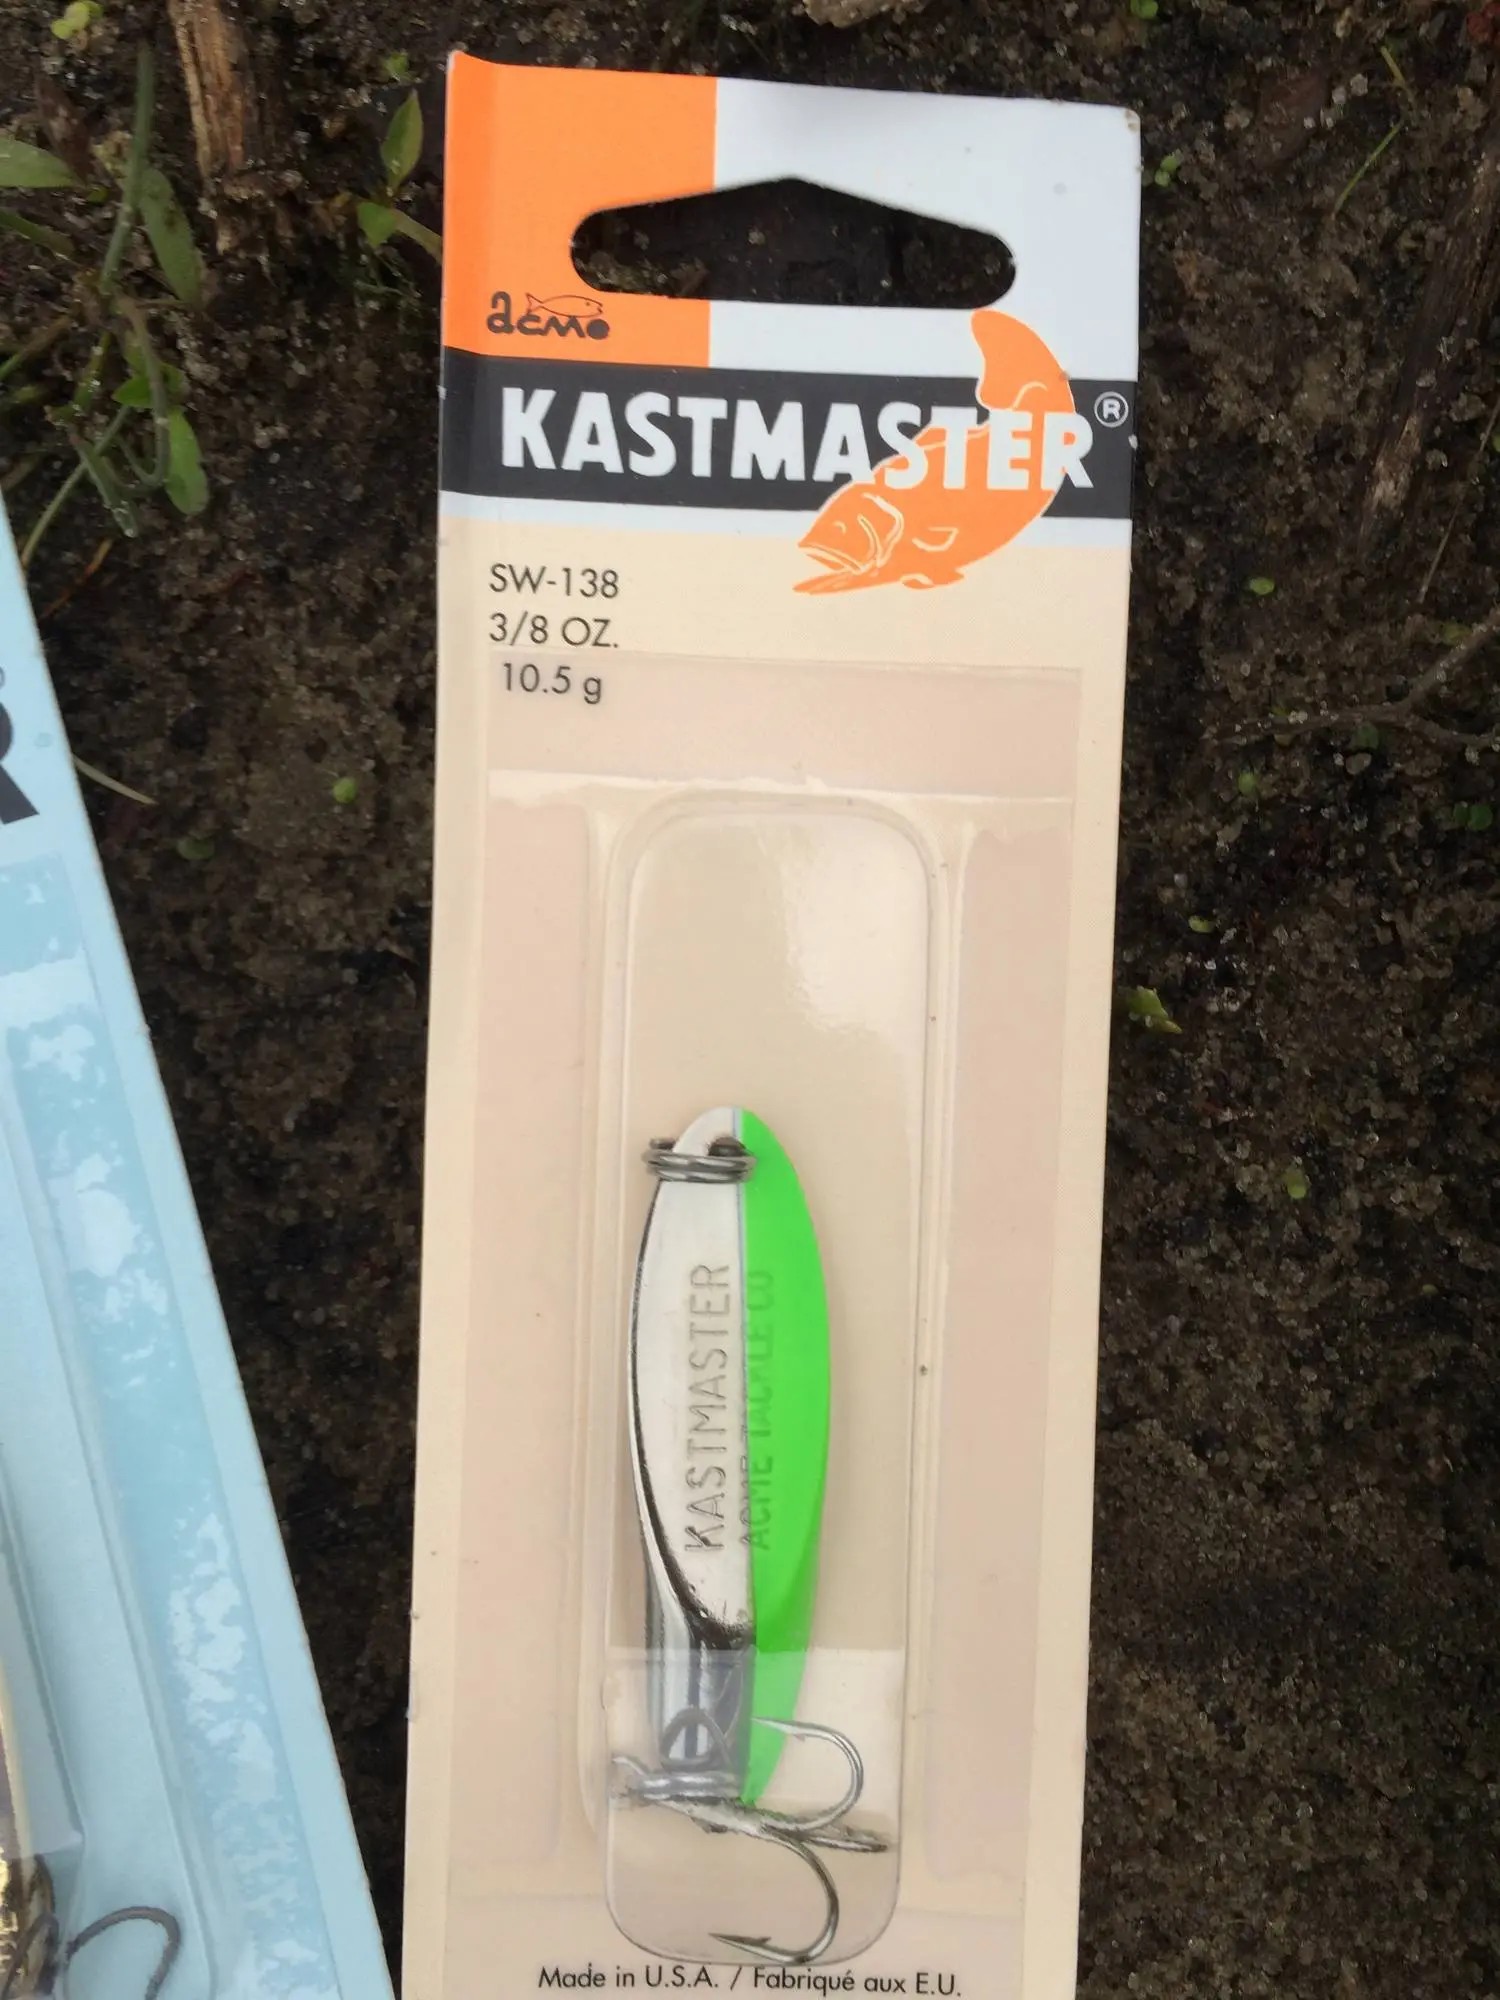 acme
KASTMASTER®
SW-138
3/8 OZ.
10.5 g
KASTMASTER
ACME TACKLE CO
Made in U.S.A. / Fabriqué aux E.U.
R